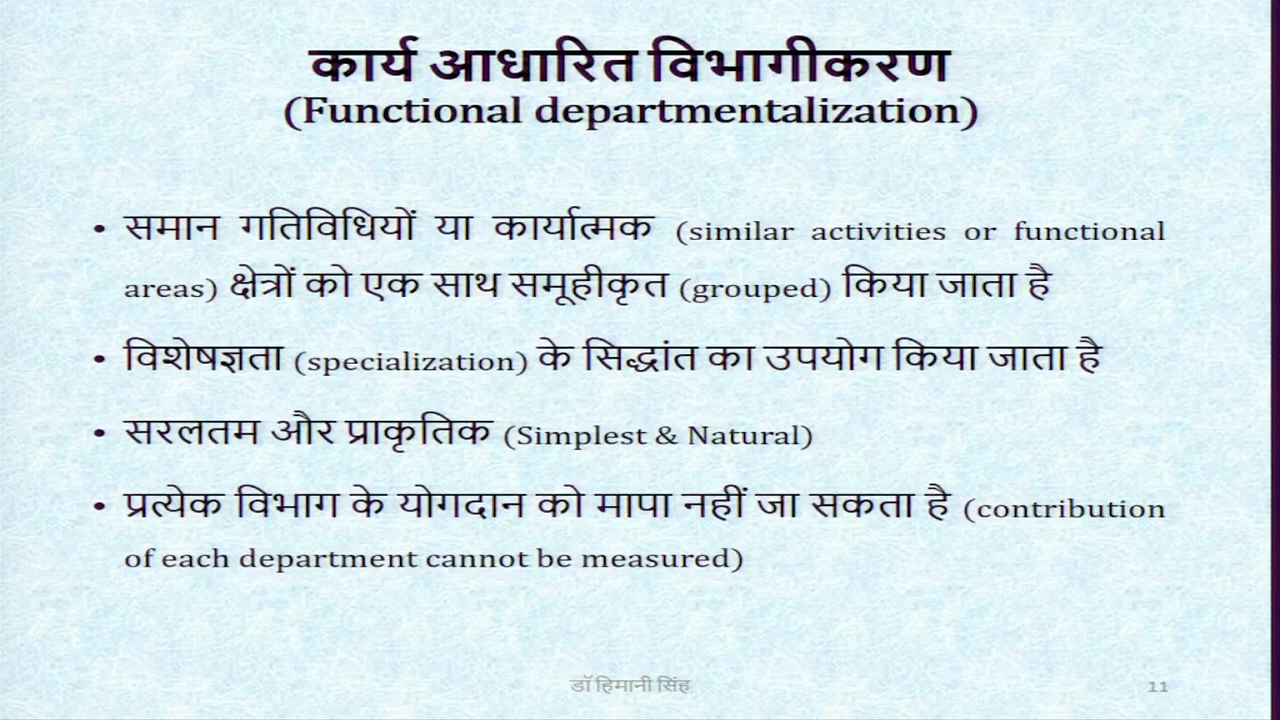 कार्य आधारित विभागीकरण
(Functional departmentalization)
• समान गतिविधियों या कार्यात्मक (similar activities or functional
areas) क्षेत्रों को एक साथ समूहीकृत (grouped) किया जाता है
• विशेषज्ञता (specialization) के सिद्धांत का उपयोग किया जाता है
• सरलतम और प्राकृतिक (Simplest & Natural)
• प्रत्येक विभाग के योगदान को मापा नहीं जा सकता है (contribution
of each department cannot be measured)
डॉ हिमानी सिंह
11